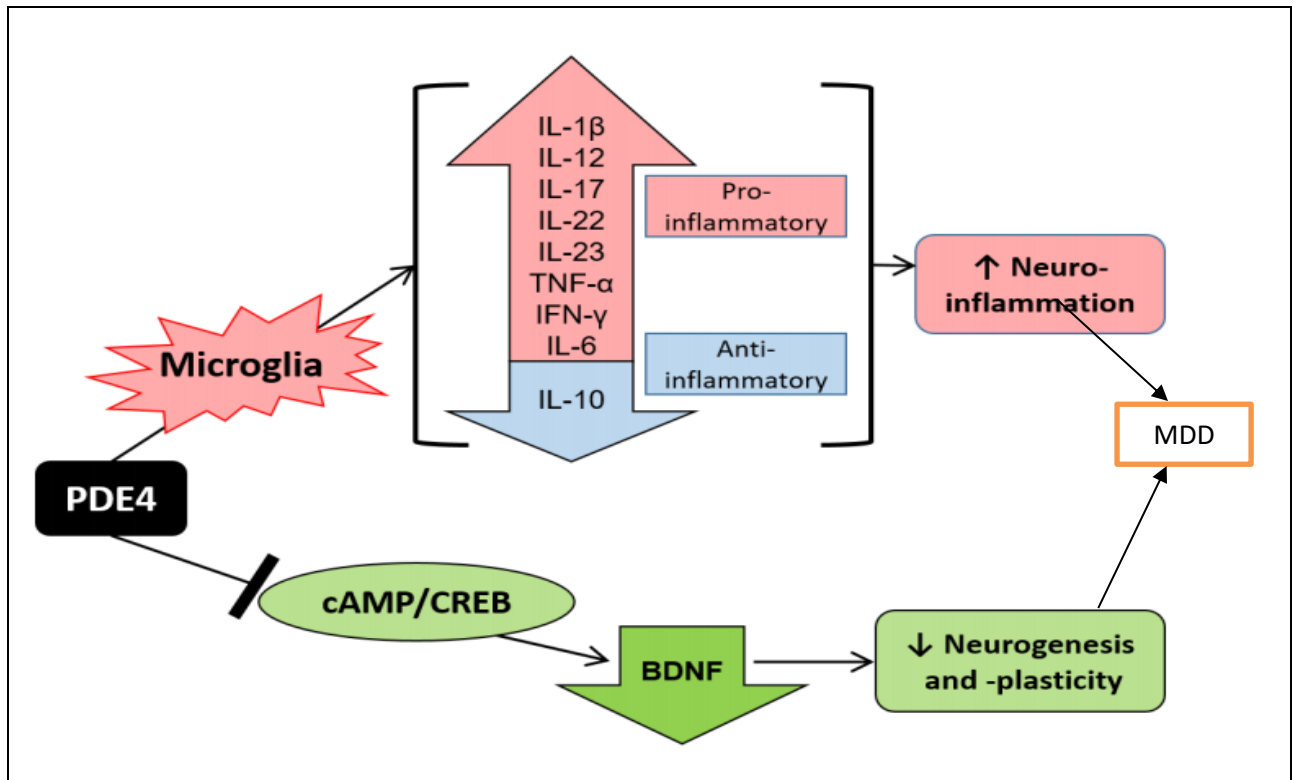 IL-1β
IL-12
IL-17
IL-22
IL-23
TNF-α
IFN-γ
IL-6
IL-10
Pro-
inflammatory
Anti-
inflammatory
↑ Neuro-
inflammation
Microglia
MDD
PDE4
cAMP/CREB
BDNF
↓ Neurogenesis
and -plasticity